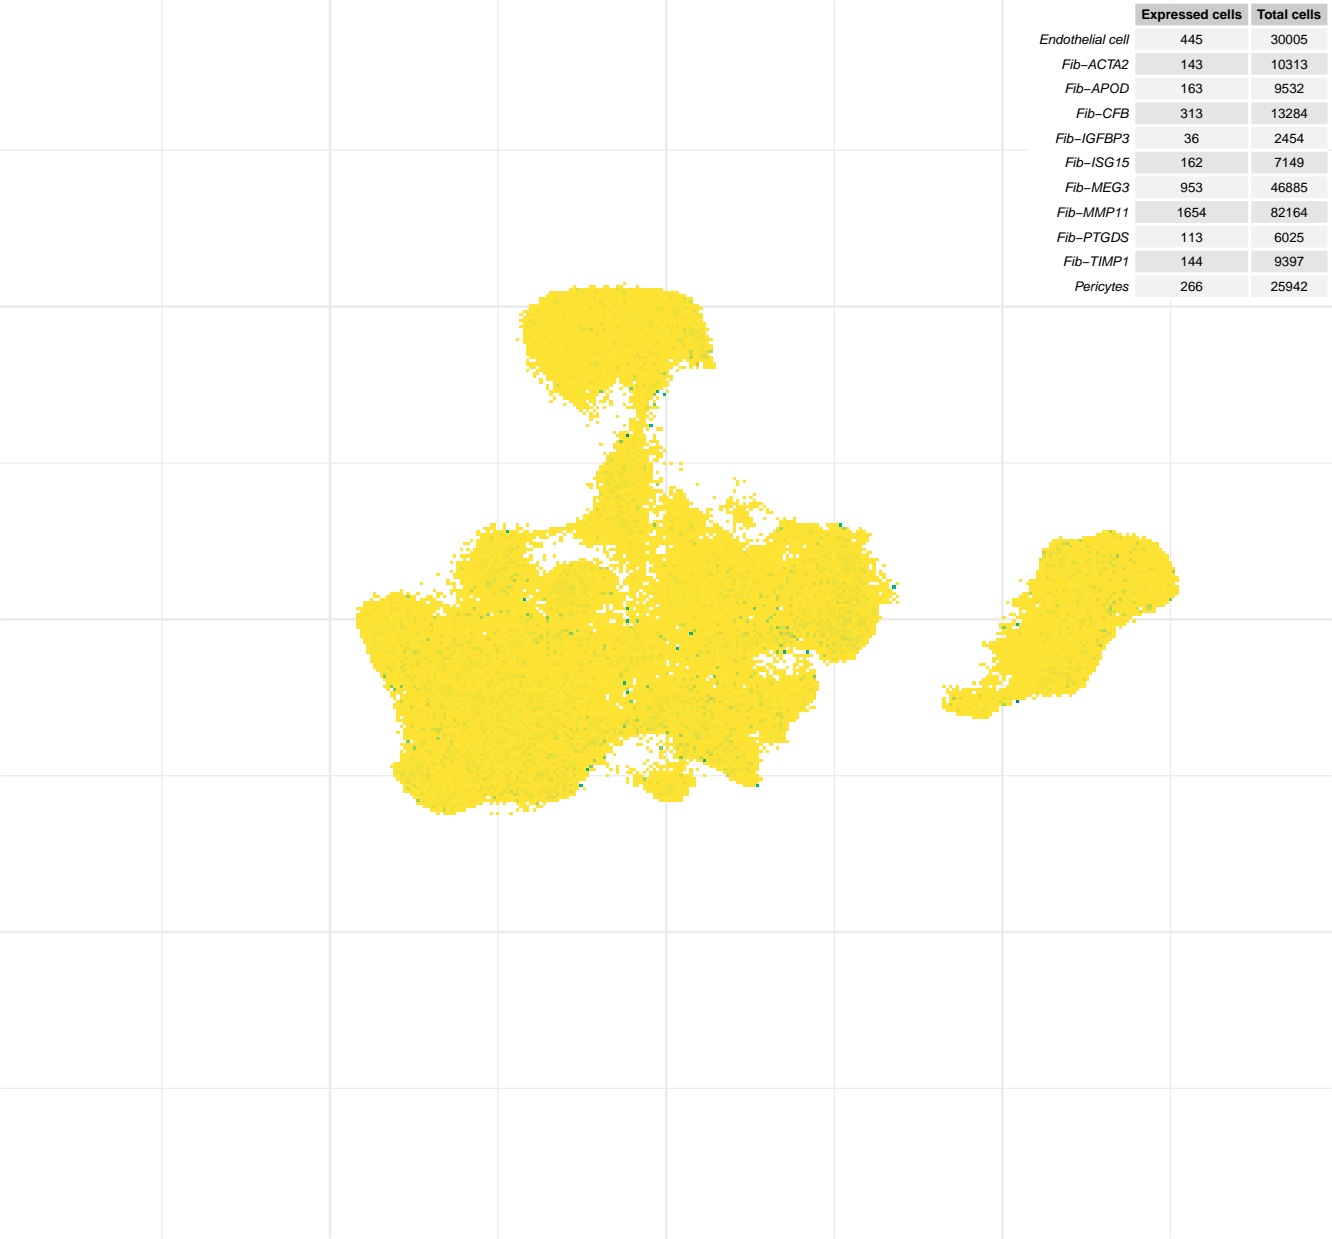 Expressed cells Total cells
Endothelial cell 445 30005
Fib−ACTA2 143 10313
Fib−APOD 163 9532
Fib−CFB 313 13284
Fib−IGFBP3 36 2454
Fib−ISG15 162 7149
Fib−MEG3 953 46885
Fib−MMP11 1654 82164
Fib−PTGDS 113 6025
Fib−TIMP1 144 9397
Pericytes 266 25942